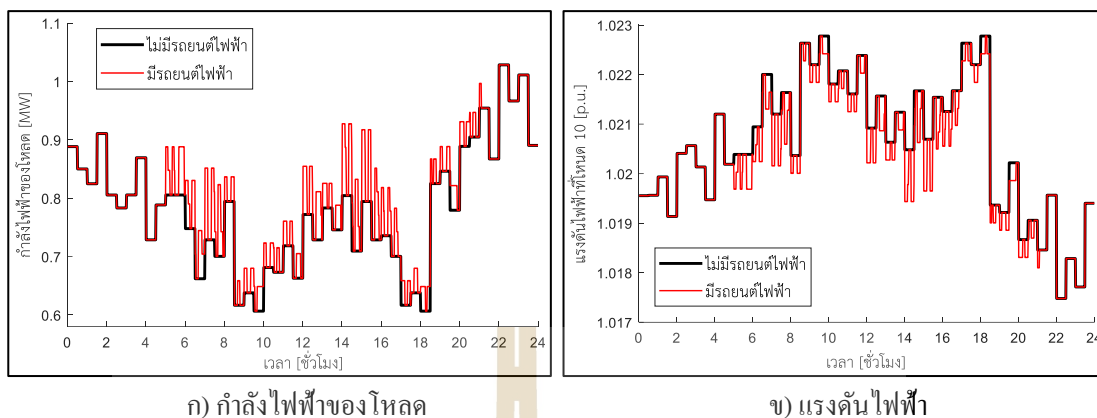 1.1
1
0.9
0.8
0.7
0.6
กำลังไฟฟ้าของโหลด [MW]
ไม่มีรถยนต์ไฟฟ้า
มีรถยนต์ไฟฟ้า
0 2 4 6 8 10 12 14 16 18 20 22 24
เวลา [ชั่วโมง]
ก) กำลังไฟฟ้าของโหลด
1.023
1.022
1.021
1.02
1.019
1.018
1.017
แรงดันไฟฟ้าที่โหนด 10 [p.u.]
ไม่มีรถยนต์ไฟฟ้า
มีรถยนต์ไฟฟ้า
0 2 4 6 8 10 12 14 16 18 20 22 24
เวลา [ชั่วโมง]
ข) แรงดันไฟฟ้า